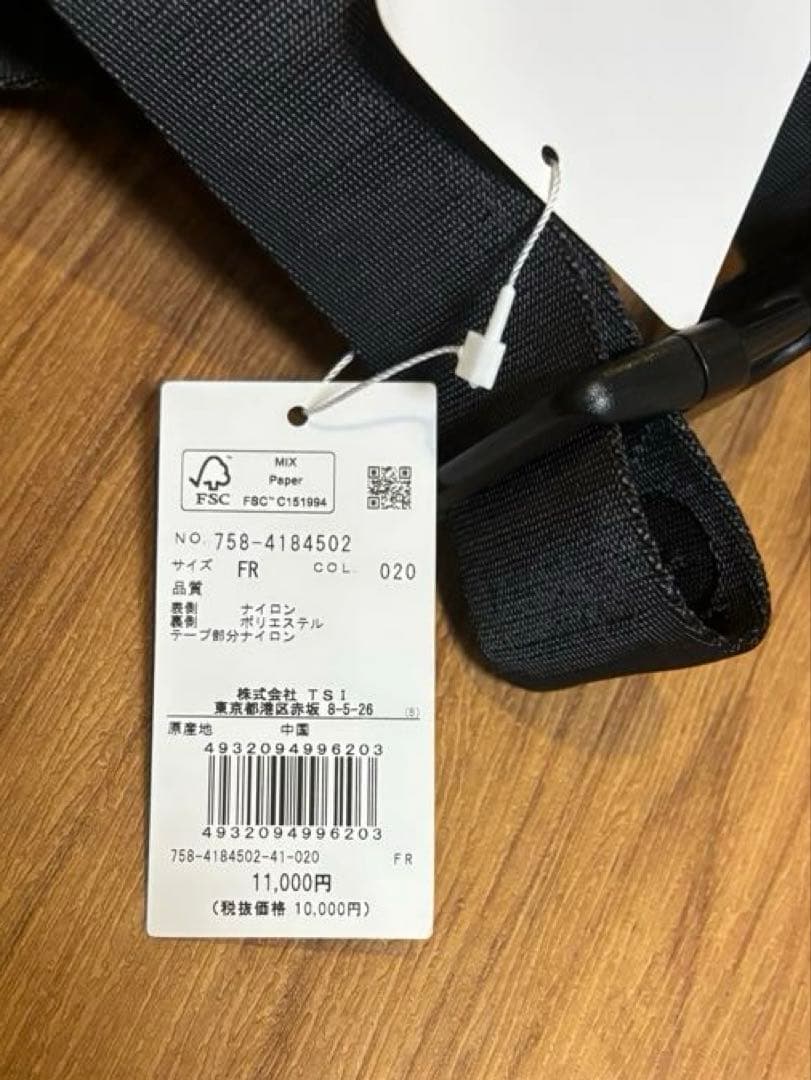 MIX
Paper
FSC™ C151994
FSC
NO. 758-4184502
サイズ FR COL. 020
品質
表側 ナイロン
裏側 ポリエステル
テープ部分ナイロン
株式会社 TSI
東京都港区赤坂 8-5-26 (B)
原産地 中国
4932094996203
4932094996203
758-4184502-41-020 FR
11,000円
(税抜価格 10,000円)